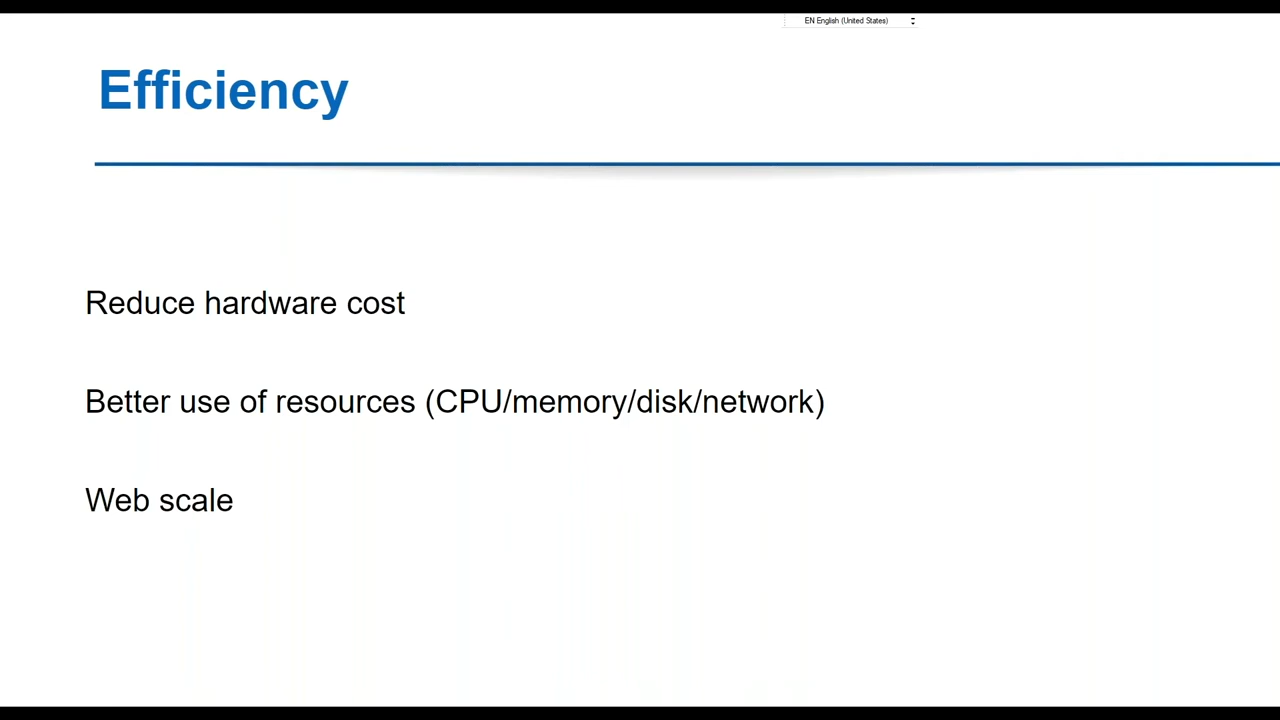 EN English (United States)
Efficiency
Reduce hardware cost
Better use of resources (CPU/memory/disk/network)
Web scale